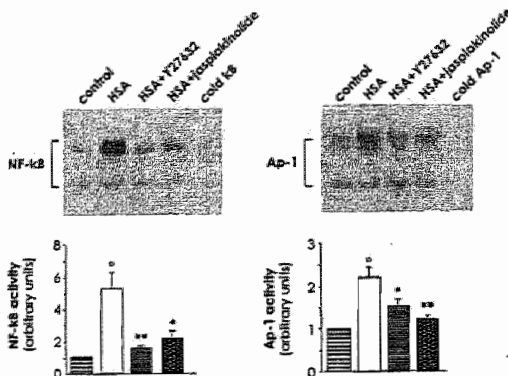 control
HSA
HSA+Y27632
HSA+jasplakinolide
cold kB
NF-kB
control
HSA
HSA+Y27632
HSA+jasplakinolide
cold Ap-1
Ap-1
NF-kB activity
(arbitrary units)
8
6
4
2
0
**
*
Ap-1 activity
(arbitrary units)
3
2
1
0
*
**